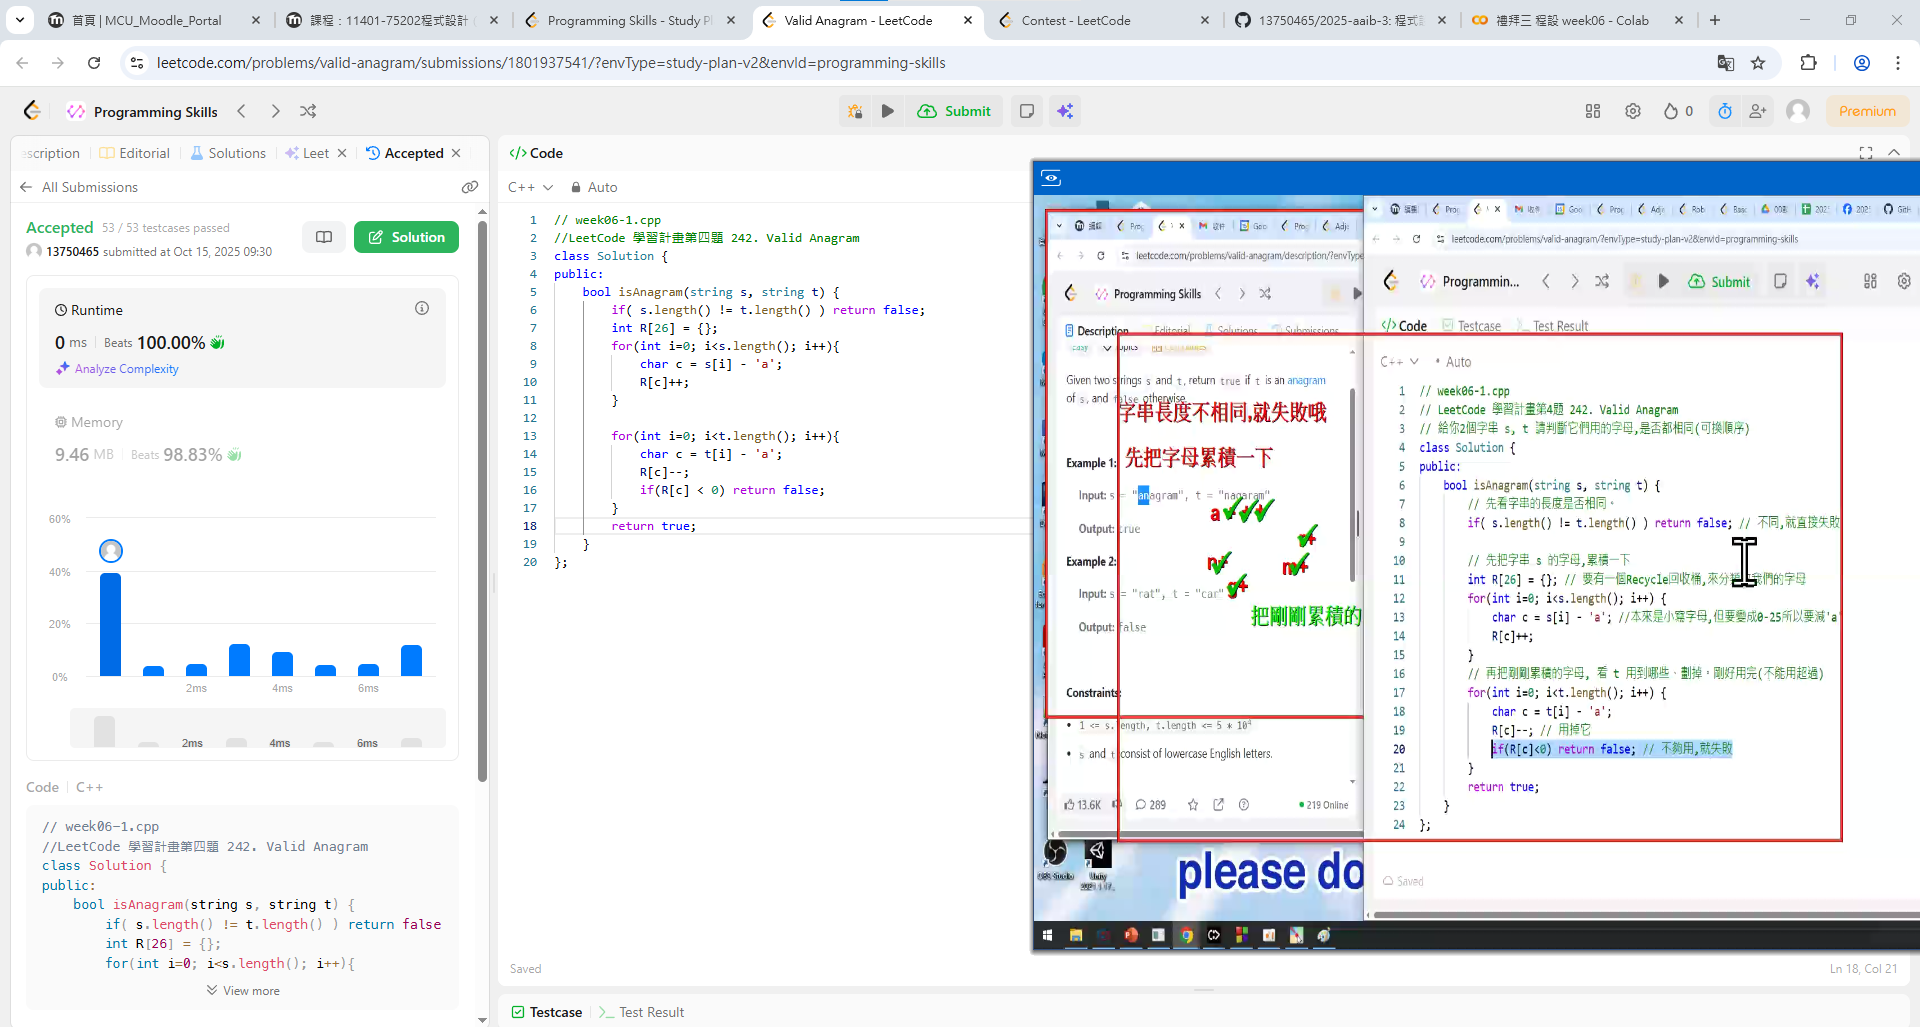 首頁 | MCU_Moodle_Portal
課程：11401-75202程式設計 (
Programming Skills - Study Pl
Valid Anagram - LeetCode
Contest - LeetCode
13750465/2025-aaib-3: 程式
禮拜三 程設 week06 - Colab
leetcode.com/problems/valid-anagram/submissions/1801937541/?envType=study-plan-v2&envId=programming-skills
Programming Skills
Submit
0
Premium
escription
Editorial
Solutions
Leet
Accepted
All Submissions
Accepted 53 / 53 testcases passed
13750465 submitted at Oct 15, 2025 09:30
Solution
Runtime
0 ms Beats 100.00%
Analyze Complexity
Memory
9.46 MB Beats 98.83%
60%
40%
20%
0%
2ms 4ms 6ms
2ms 4ms 6ms
Code C++
// week06-1.cpp
//LeetCode 學習計畫第四題 242. Valid Anagram
class Solution {
public:
bool isAnagram(string s, string t) {
if( s.length() != t.length() ) return false
int R[26] = {};
for(int i=0; i<s.length(); i++){
View more
</> Code
C++ Auto
1 // week06-1.cpp
2 //LeetCode 學習計畫第四題 242. Valid Anagram
3 class Solution {
4 public:
5 bool isAnagram(string s, string t) {
6 if( s.length() != t.length() ) return false;
7 int R[26] = {};
8 for(int i=0; i<s.length(); i++){
9 char c = s[i] - 'a';
10 R[c]++;
11 }
12
13 for(int i=0; i<t.length(); i++){
14 char c = t[i] - 'a';
15 R[c]--;
16 if(R[c] < 0) return false;
17 }
18 return true;
19 }
20 };
Saved
Ln 18, Col 21
Testcase
Test Result
leetcode.com/problems/valid-anagram/description/?envType
Programming Skills
Description Editorial Solutions Submissions
Easy Topics
Given two strings s and t, return true if t is an anagram
of s, and false otherwise.
字串長度不相同,就失敗哦
先把字母累積一下
Example 1:
Input: s = "anagram", t = "nagaram"
a
Output: true
Example 2:
Input: s = "rat", t = "car"
把剛剛累積的
Output: false
Constraints:
1 <= s.length, t.length <= 5 * 10⁴
s and t consist of lowercase English letters.
13.6K
289
219 Online
OBS Studio
Unity
please do
leetcode.com/problems/valid-anagram/?envType=study-plan-v2&envId=programming-skills
Programmin...
Submit
</> Code
Testcase
Test Result
C++ Auto
1 // week06-1.cpp
2 // LeetCode 學習計畫第4題 242. Valid Anagram
3 // 給你2個字串 s, t 請判斷它們用的字母,是否都相同(可換順序)
4 class Solution {
5 public:
6 bool isAnagram(string s, string t) {
7 // 先看字串的長度是否相同。
8 if( s.length() != t.length() ) return false; // 不同,就直接失敗
9
10 // 先把字串 s 的字母,累積一下
11 int R[26] = {}; // 要有一個Recycle回收桶,來分類 我們的字母
12 for(int i=0; i<s.length(); i++) {
13 char c = s[i] - 'a'; //本來是小寫字母,但要變成0-25所以要減'a'
14 R[c]++;
15 }
16 // 再把剛剛累積的字母, 看 t 用到哪些，劃掉，剛好用完(不能用超過)
17 for(int i=0; i<t.length(); i++) {
18 char c = t[i] - 'a';
19 R[c]--; // 用掉它
20 if(R[c]<0) return false; // 不夠用,就失敗
21 }
22 return true;
23 }
24 };
Saved